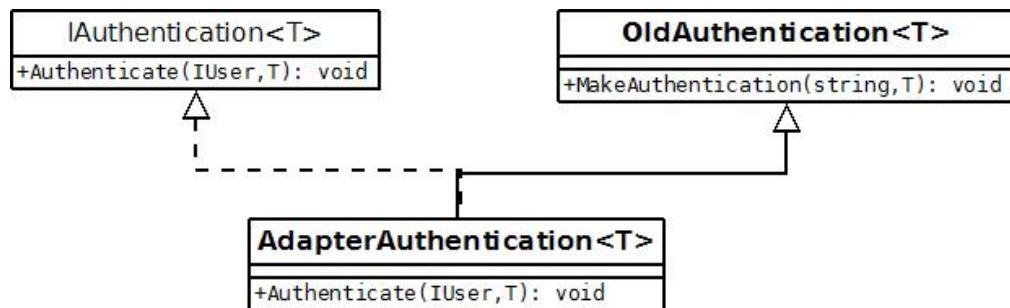 IAuthentication<T>
+Authenticate(IUser,T): void
OldAuthentication<T>
+MakeAuthentication(string,T): void
AdapterAuthentication<T>
+Authenticate(IUser,T): void